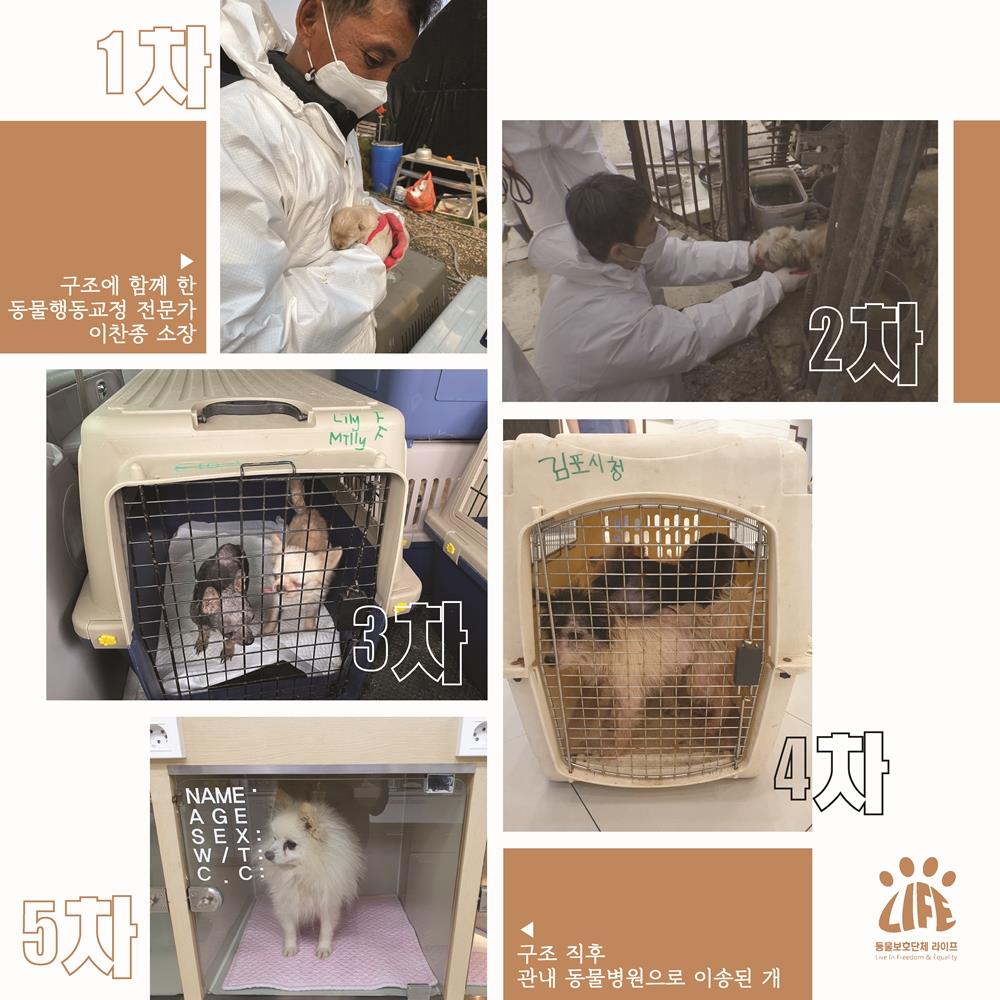 1차
▶
구조에 함께 한
동물행동교정 전문가
이찬종 소장
2차
Lily
Milly
3차
김포시청
4차
NAME:
AGE
SEX:
W/T:
C.C:
5차
◀
구조 직후
관내 동물병원으로 이송된 개
LIFE
동물보호단체 라이프
Live in Freedom & Equality